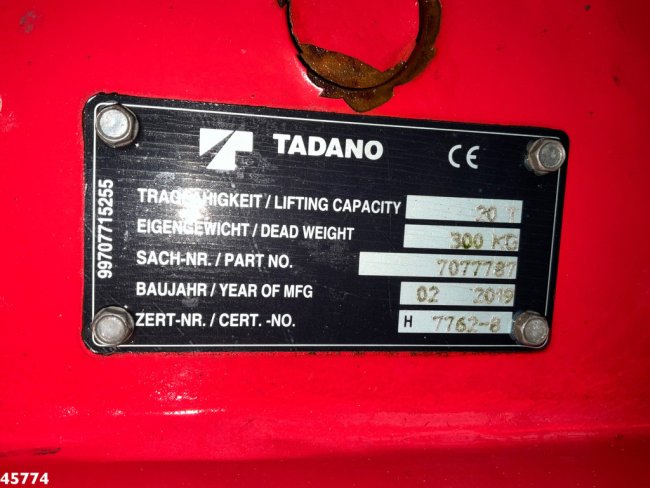 TADANO
CE
TRAGFÄHIGKEIT / LIFTING CAPACITY 20 T
EIGENGEWICHT / DEAD WEIGHT 300 KG
SACH-NR. / PART NO. 7077787
BAUJAHR / YEAR OF MFG 02 2019
ZERT-NR. / CERT. -NO. H 7762-8
99707715255
45774